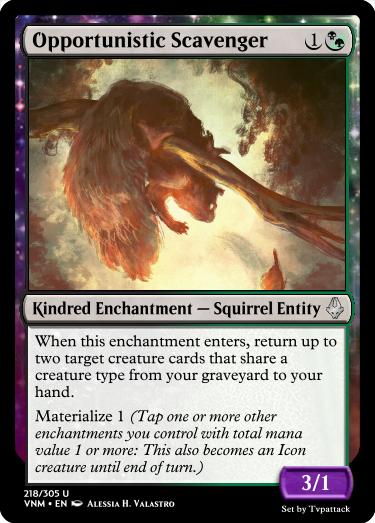 Opportunistic Scavenger 1
Kindred Enchantment — Squirrel Entity
When this enchantment enters, return up to
two target creature cards that share a
creature type from your graveyard to your
hand.
Materialize 1 (Tap one or more other
enchantments you control with total mana
value 1 or more: This also becomes an Icon
creature until end of turn.)
3/1
218/305 U
VNM • EN Alessia H. Valastro
Set by Tvpattack